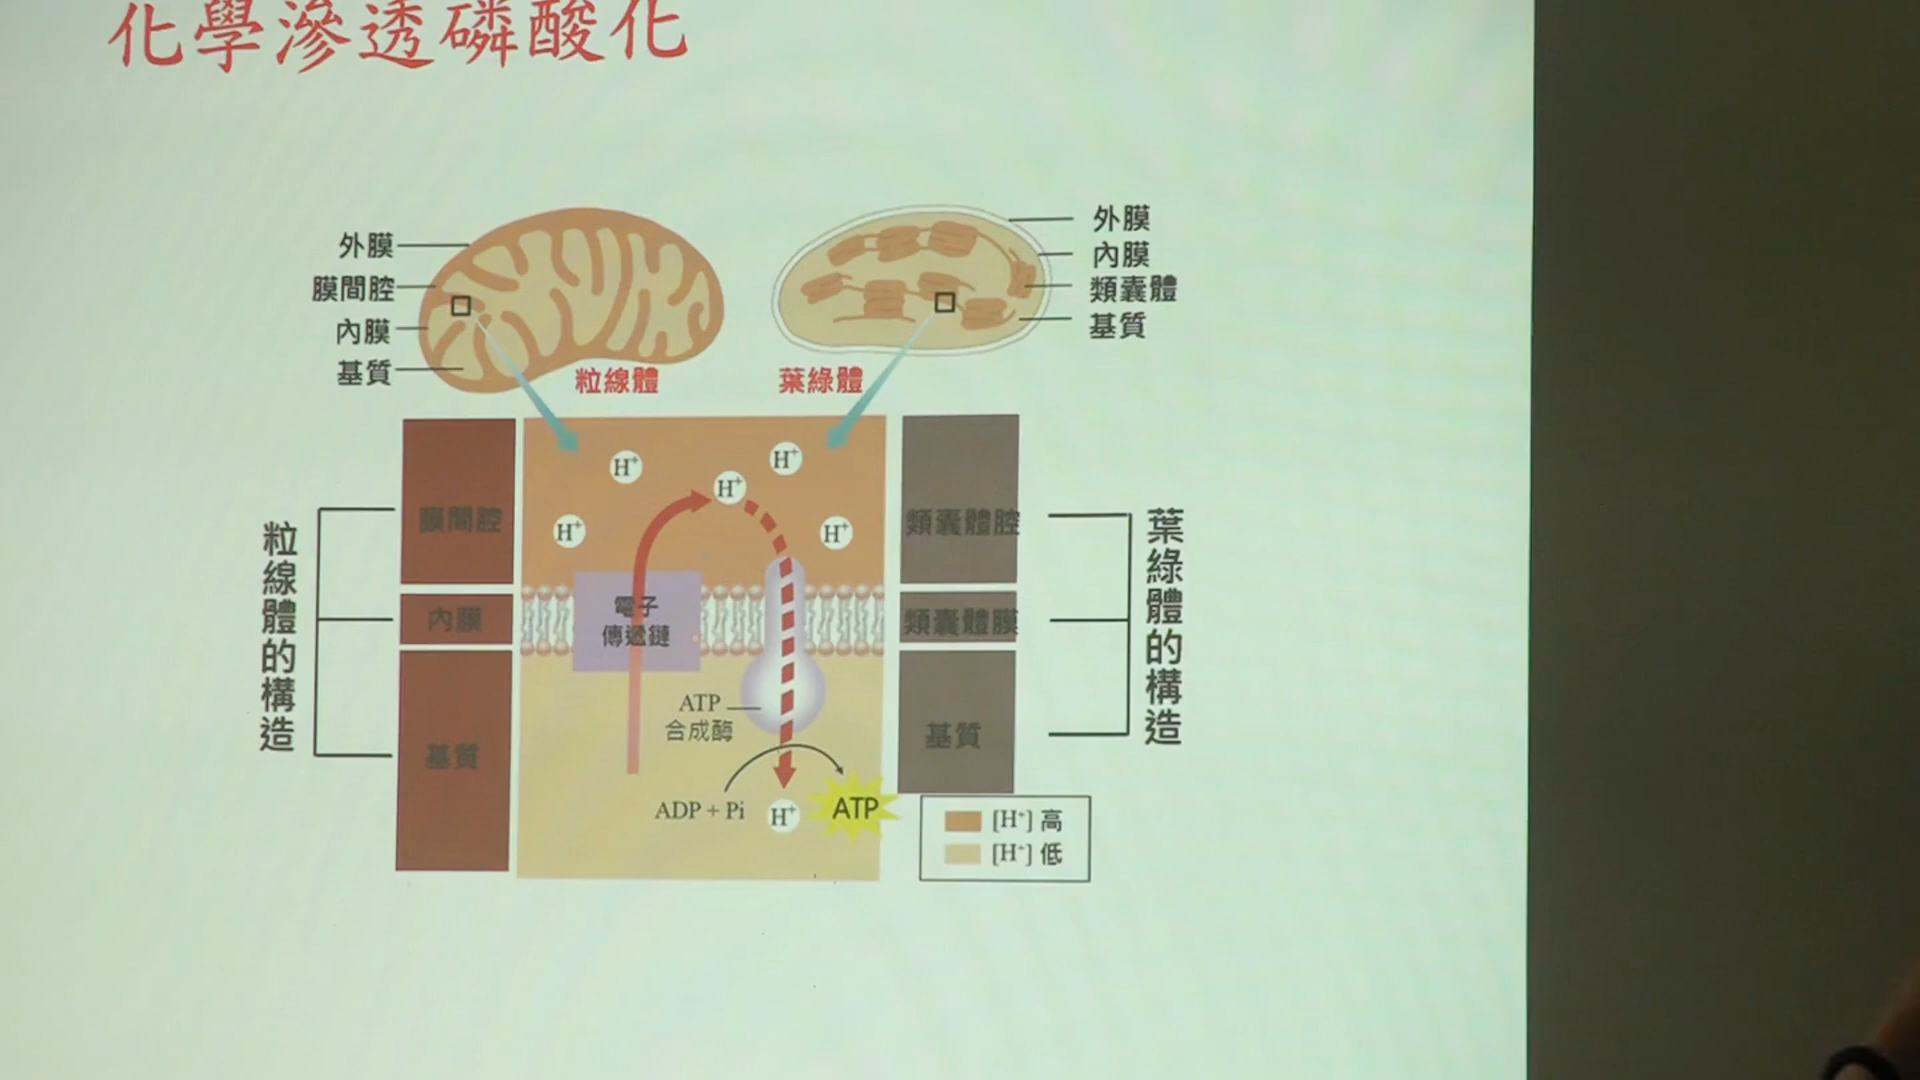 化學滲透磷酸化
外膜
膜間腔
內膜
基質
粒線體
外膜
內膜
類囊體
基質
葉綠體
粒線體的構造
膜間腔
內膜
基質
H⁺
H⁺
H⁺
H⁺
H⁺
電子
傳遞鏈
ATP
合成酶
ADP + Pi
H⁺
ATP
類囊體腔
類囊體膜
基質
葉綠體的構造
[H⁺] 高
[H⁺] 低